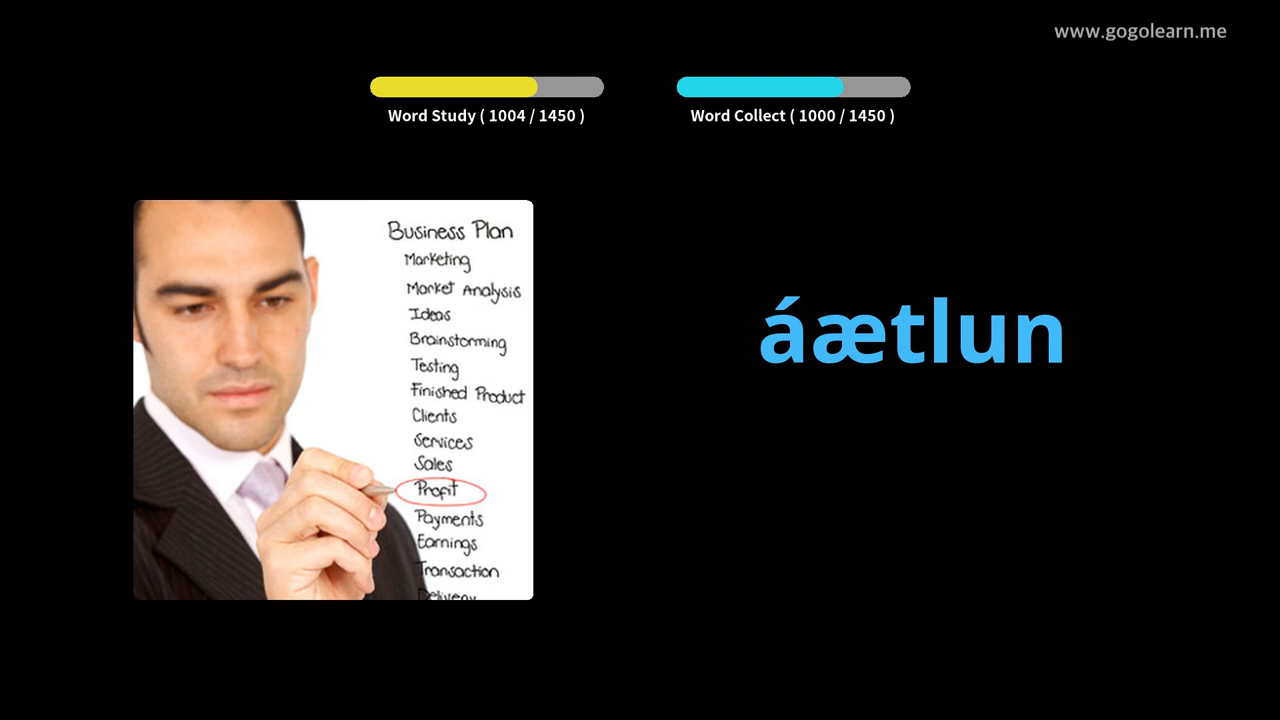 www.gogolearn.me
Word Study ( 1004 / 1450 )
Word Collect ( 1000 / 1450 )
Business Plan
Marketing
Market Analysis
Ideas
Brainstorming
Testing
Finished Product
Clients
Services
Sales
Profit
Payments
Earnings
Transaction
Delivery
áætlun